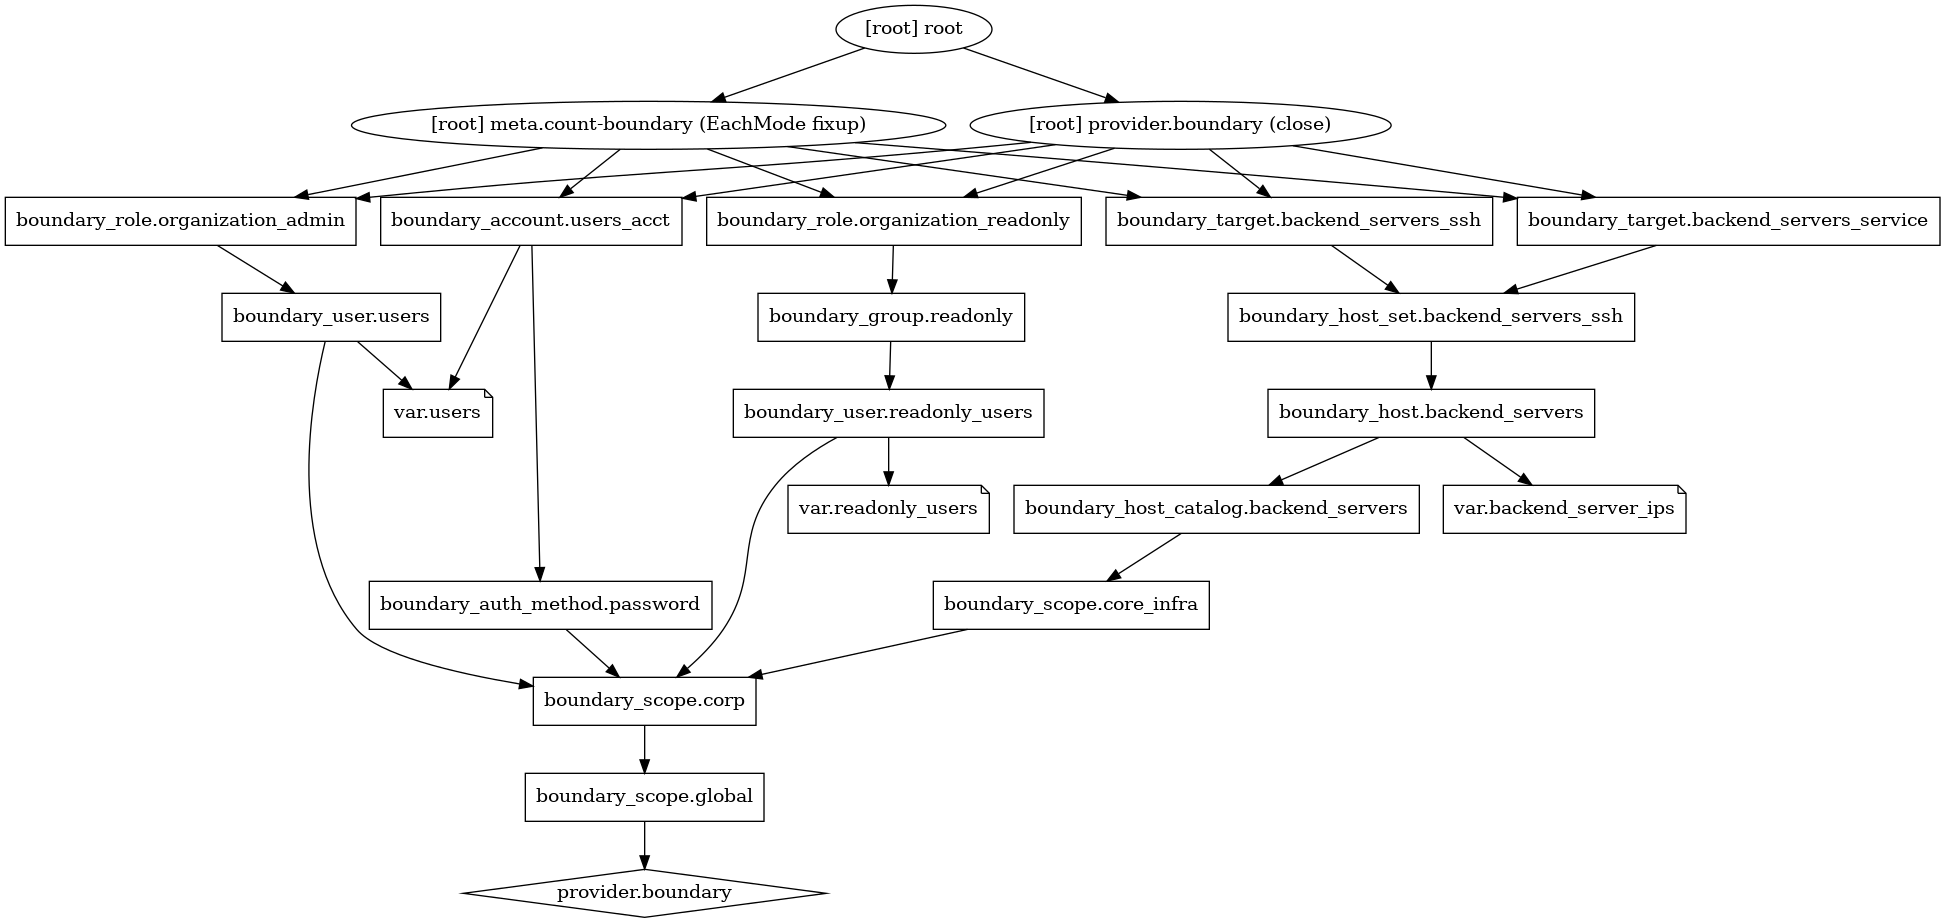 [root] root
[root] meta.count-boundary (EachMode fixup)
[root] provider.boundary (close)
boundary_role.organization_admin
boundary_account.users_acct
boundary_role.organization_readonly
boundary_target.backend_servers_ssh
boundary_target.backend_servers_service
boundary_user.users
boundary_group.readonly
boundary_host_set.backend_servers_ssh
var.users
boundary_user.readonly_users
boundary_host.backend_servers
var.readonly_users
boundary_host_catalog.backend_servers
var.backend_server_ips
boundary_auth_method.password
boundary_scope.core_infra
boundary_scope.corp
boundary_scope.global
provider.boundary